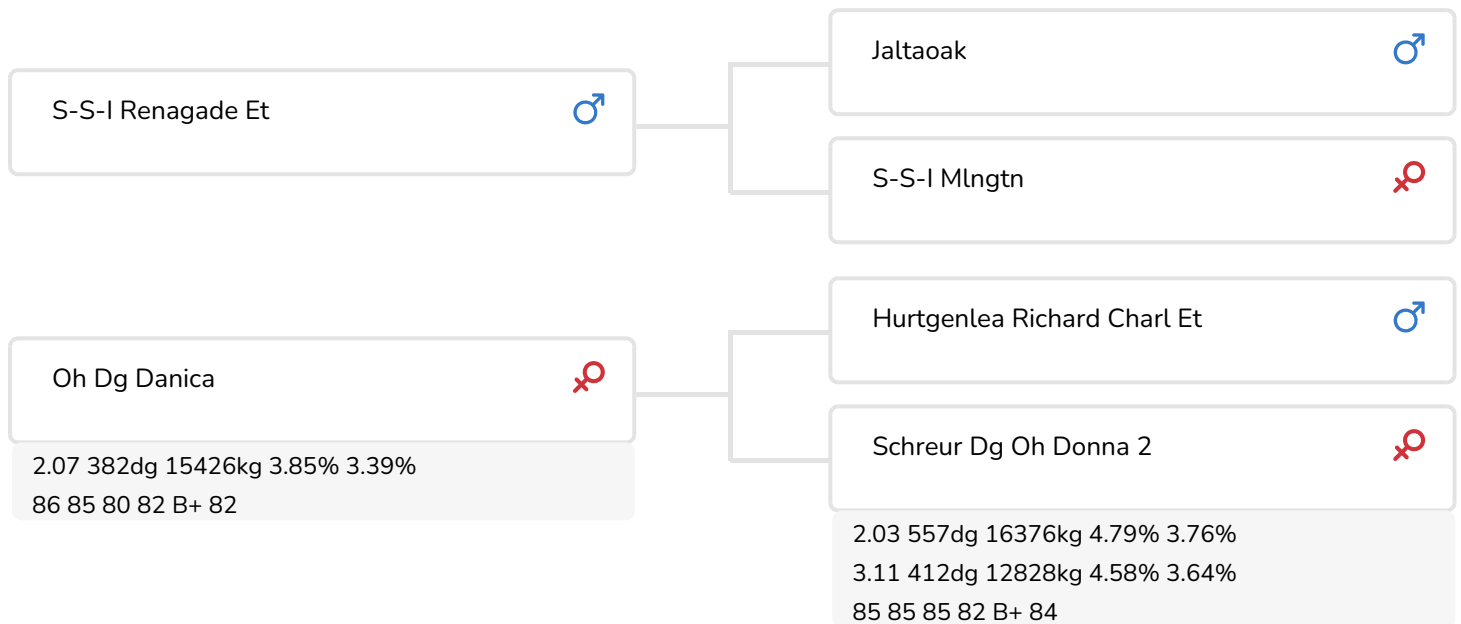 S-S-I Renagade Et
Jaltaoak
S-S-I Mlngtn
Oh Dg Danica
2.07 382dg 15426kg 3.85% 3.39%
86 85 80 82 B+ 82
Hurtgenlea Richard Charl Et
Schreur Dg Oh Donna 2
2.03 557dg 16376kg 4.79% 3.76%
3.11 412dg 12828kg 4.58% 3.64%
85 85 85 82 B+ 84